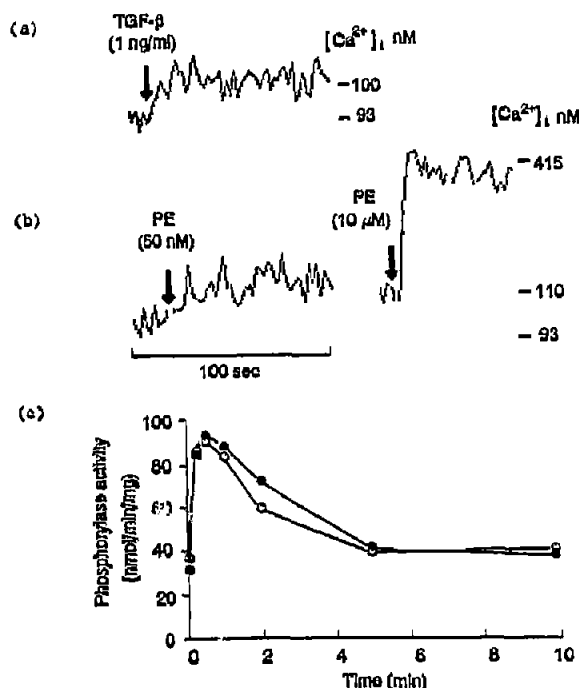 (a)
TGF-β
(1 ng/ml)
[Ca²⁺]ᵢ nM
– 100
– 93
[Ca²⁺]ᵢ nM
– 415
(b)
PE
(50 nM)
PE
(10 μM)
– 110
– 93
100 sec
(c)
Phosphorylase activity
(nmol/min/mg)
100
80
60
40
20
0
0 2 4 6 8 10
Time (min)